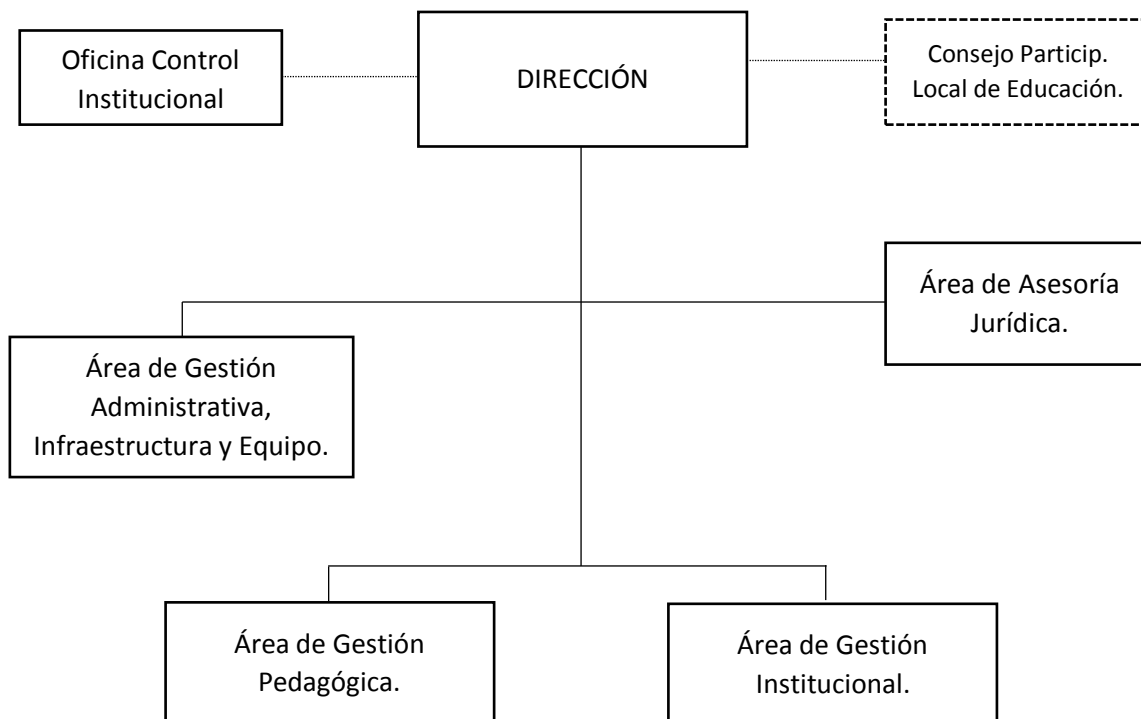 Oficina Control
Institucional
DIRECCIÓN
Consejo Particip.
Local de Educación.
Área de Asesoría
Jurídica.
Área de Gestión
Administrativa,
Infraestructura y Equipo.
Área de Gestión
Pedagógica.
Área de Gestión
Institucional.